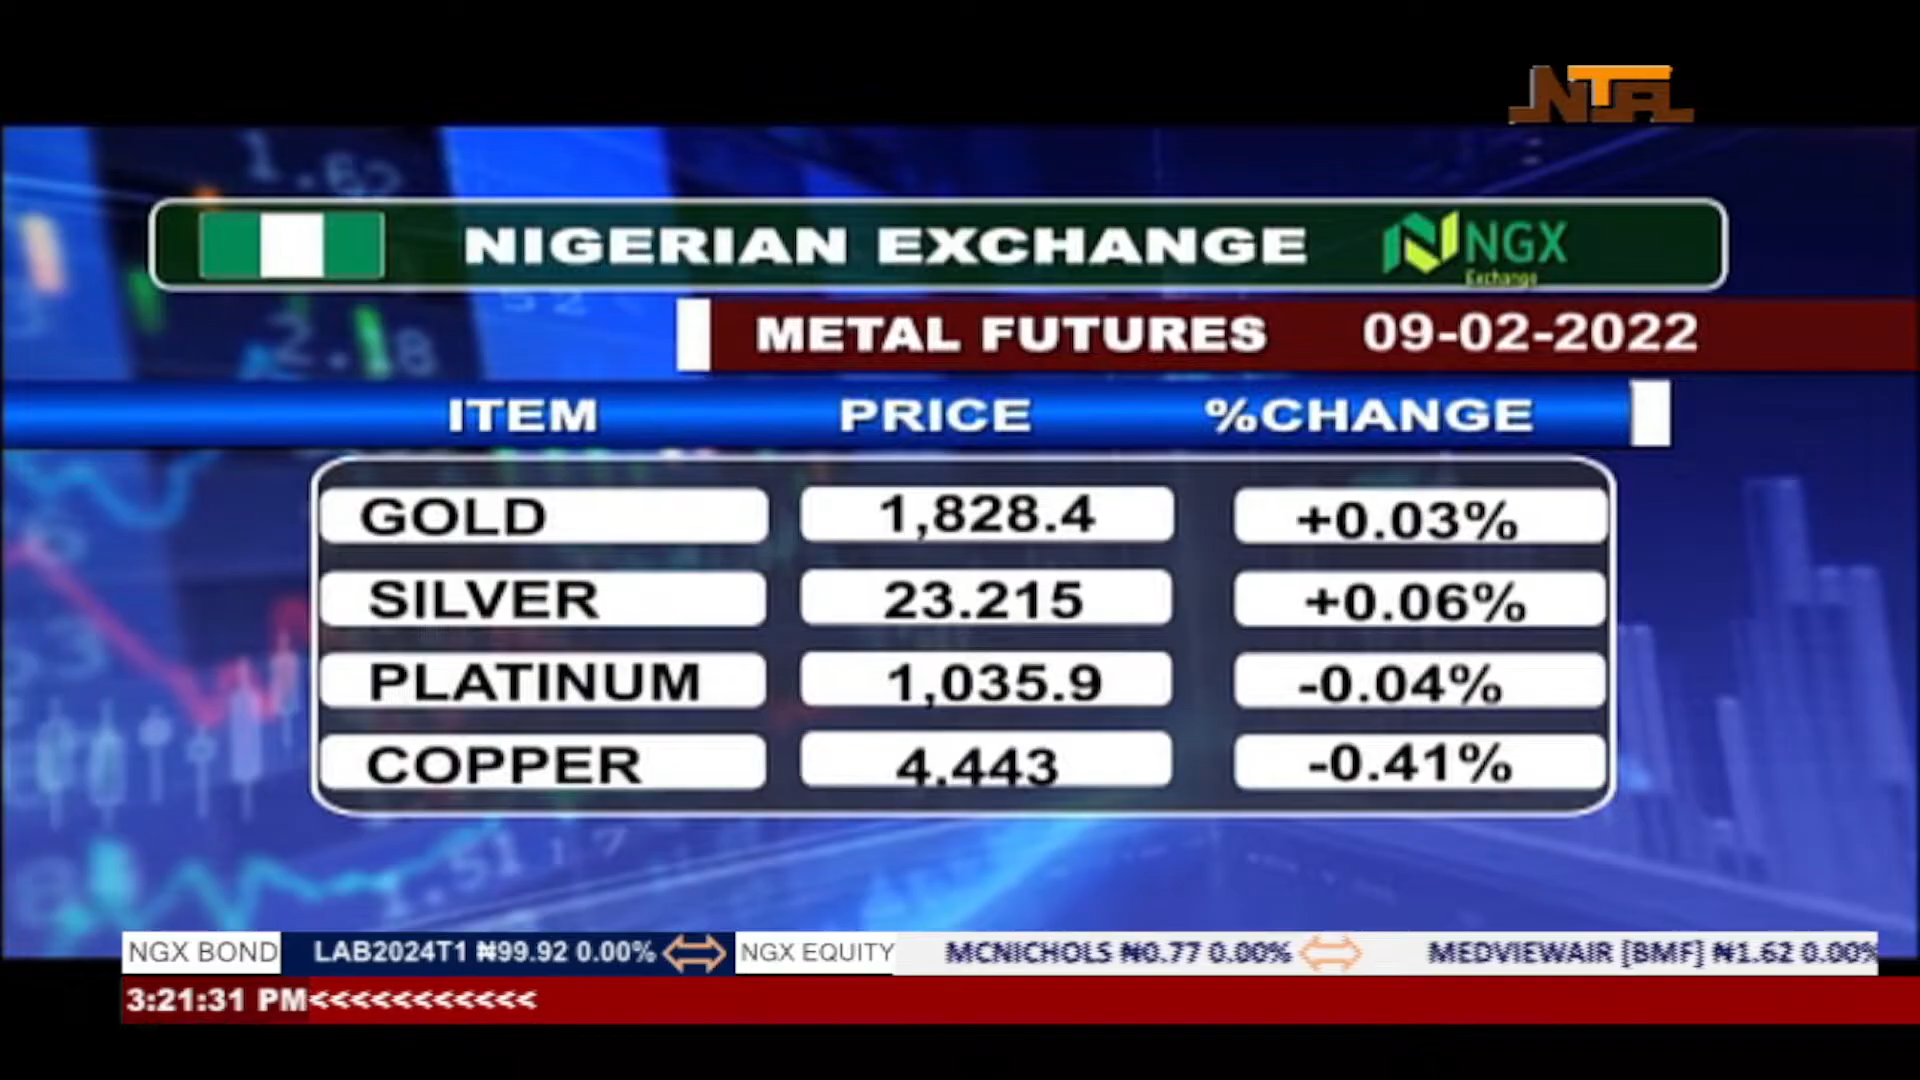 NTA
NIGERIAN EXCHANGE NGX
Exchange
METAL FUTURES 09-02-2022
ITEM PRICE %CHANGE
GOLD 1,828.4 +0.03%
SILVER 23.215 +0.06%
PLATINUM 1,035.9 -0.04%
COPPER 4.443 -0.41%
NGX BOND LAB2024T1 ₦99.92 0.00% NGX EQUITY MCNICHOLS ₦0.77 0.00% MEDVIEWAIR [BMF] ₦1.62 0.00%
3:21:31 PM<<<<<<<<<<<<